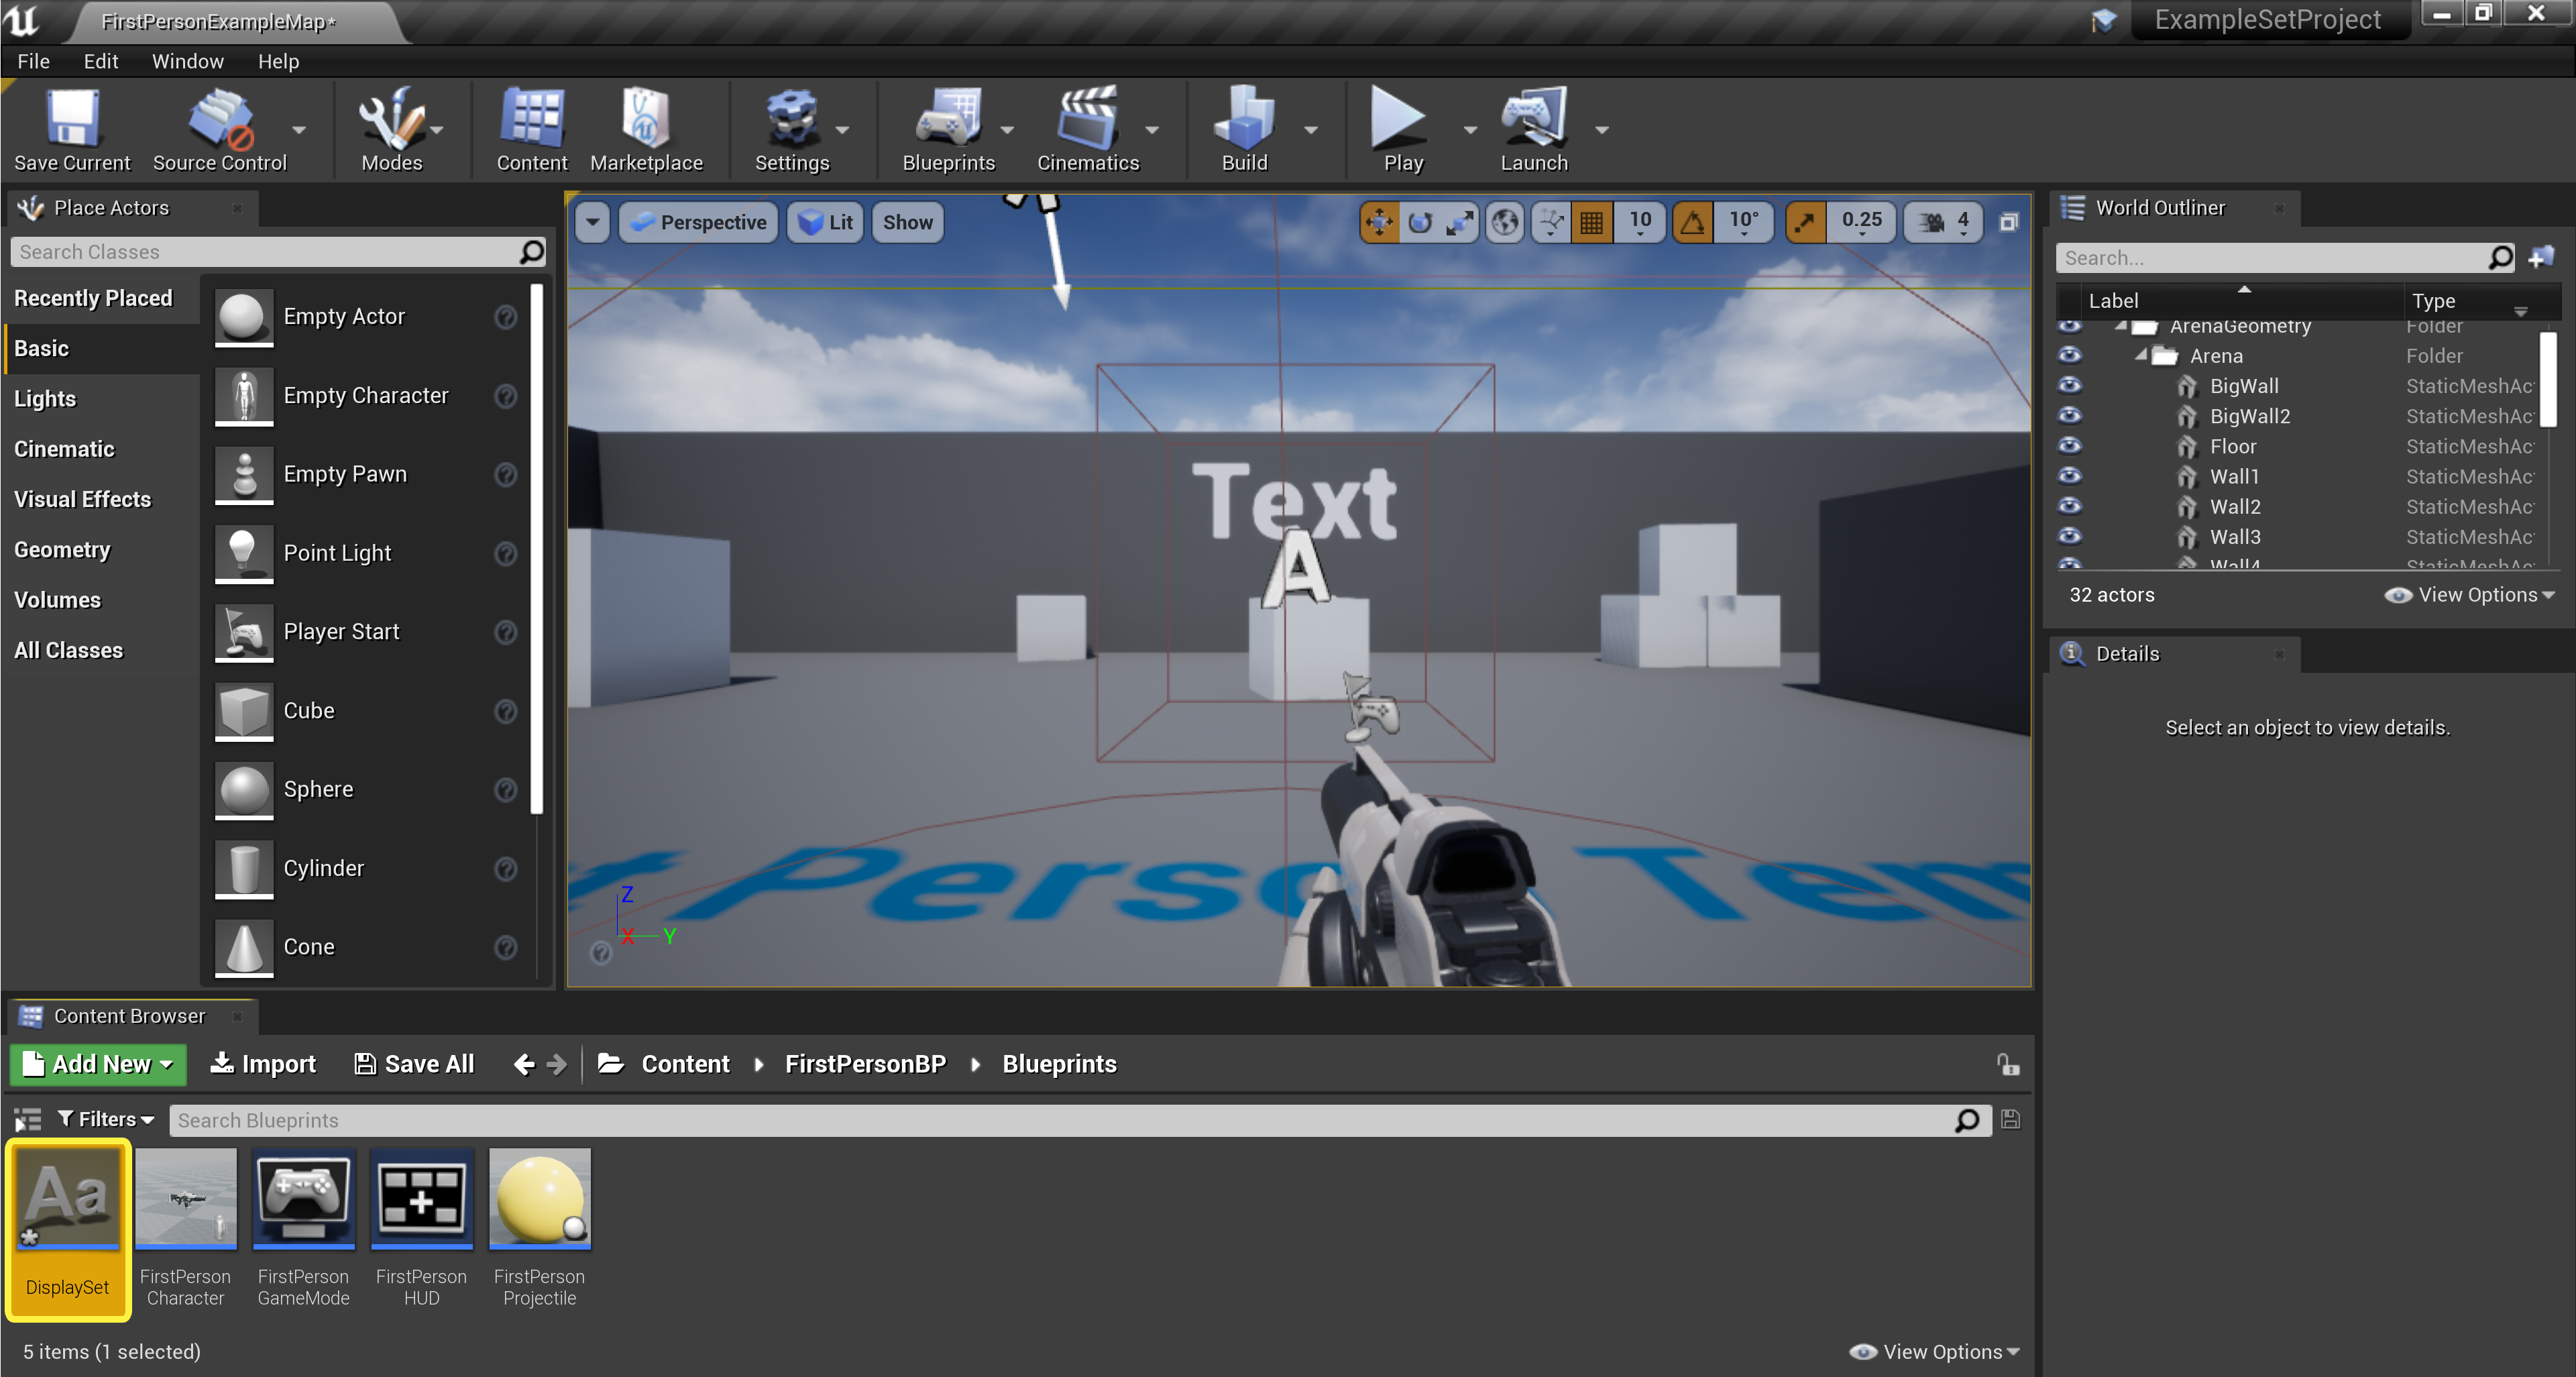 FirstPersonExampleMap*
ExampleSetProject
File Edit Window Help
Save Current Source Control Modes Content Marketplace Settings Blueprints Cinematics Build Play Launch
Place Actors
Search Classes
Recently Placed
Basic
Lights
Cinematic
Visual Effects
Geometry
Volumes
All Classes
Empty Actor
Empty Character
Empty Pawn
Point Light
Player Start
Cube
Sphere
Cylinder
Cone
Perspective Lit Show
10 10° 0.25 4
Text
A
Z
X Y
World Outliner
Search...
Label Type
ArenaGeometry Folder
Arena Folder
BigWall StaticMeshAc
BigWall2 StaticMeshAc
Floor StaticMeshAc
Wall1 StaticMeshAc
Wall2 StaticMeshAc
Wall3 StaticMeshAc
Wall4 StaticMeshAc
32 actors View Options
Details
Select an object to view details.
Content Browser
Add New Import Save All Content FirstPersonBP Blueprints
Filters Search Blueprints
Aa
DisplaySet
FirstPerson
Character
FirstPerson
GameMode
FirstPerson
HUD
FirstPerson
Projectile
5 items (1 selected) View Options